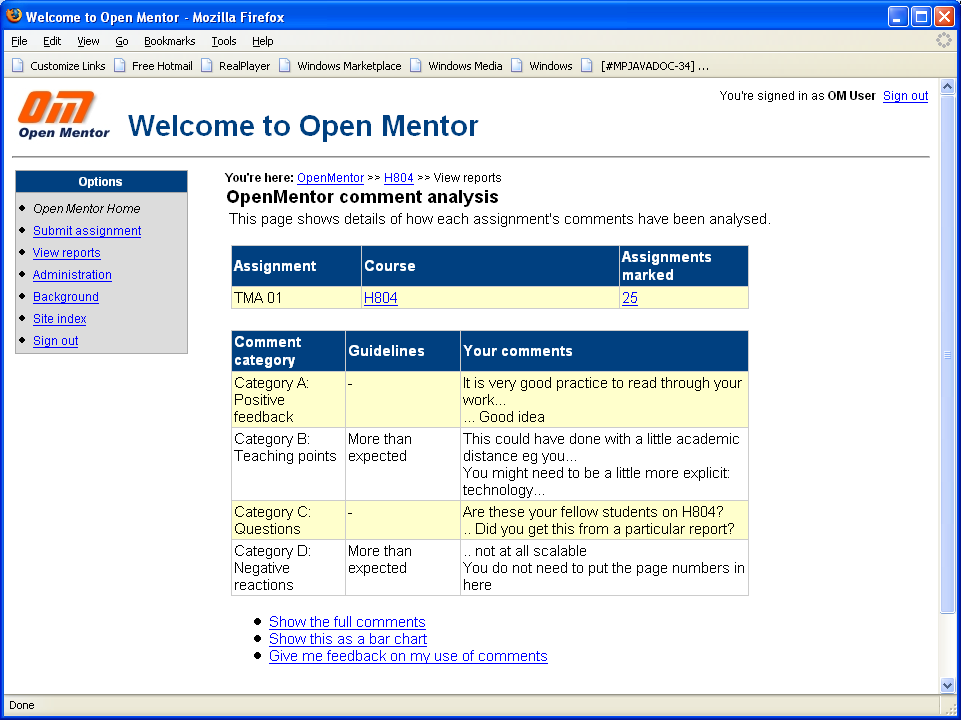 Welcome to Open Mentor - Mozilla Firefox
File Edit View Go Bookmarks Tools Help
Customize Links Free Hotmail RealPlayer Windows Marketplace Windows Media Windows [#MPJAVADOC-34] ...
You're signed in as OM User Sign out
OM
Open Mentor
Welcome to Open Mentor
Options
Open Mentor Home
Submit assignment
View reports
Administration
Background
Site index
Sign out
You're here: OpenMentor >> H804 >> View reports
OpenMentor comment analysis
This page shows details of how each assignment's comments have been analysed.
Assignment Course Assignments
marked
TMA 01 H804 25
Comment
category
Guidelines
Your comments
Category A:
Positive
feedback
-
It is very good practice to read through your
work...
... Good idea
Category B:
Teaching points
More than
expected
This could have done with a little academic
distance eg you...
You might need to be a little more explicit:
technology...
Category C:
Questions
-
Are these your fellow students on H804?
.. Did you get this from a particular report?
Category D:
Negative
reactions
More than
expected
.. not at all scalable
You do not need to put the page numbers in
here
Show the full comments
Show this as a bar chart
Give me feedback on my use of comments
Done